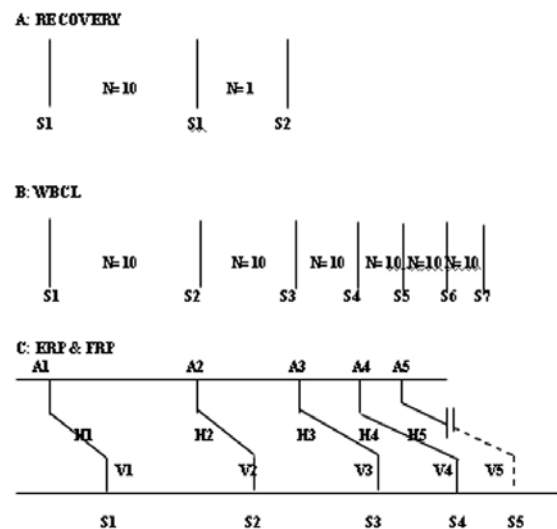 A: RECOVERY
N=10 N=1
S1 S1 S2
B: WBCL
N=10 N=10 N=10 N=10 N=10 N=10
S1 S2 S3 S4 S5 S6 S7
C: ERP & FRP
A1 A2 A3 A4 A5
H1 H2 H3 H4 H5
V1 V2 V3 V4 V5
S1 S2 S3 S4 S5